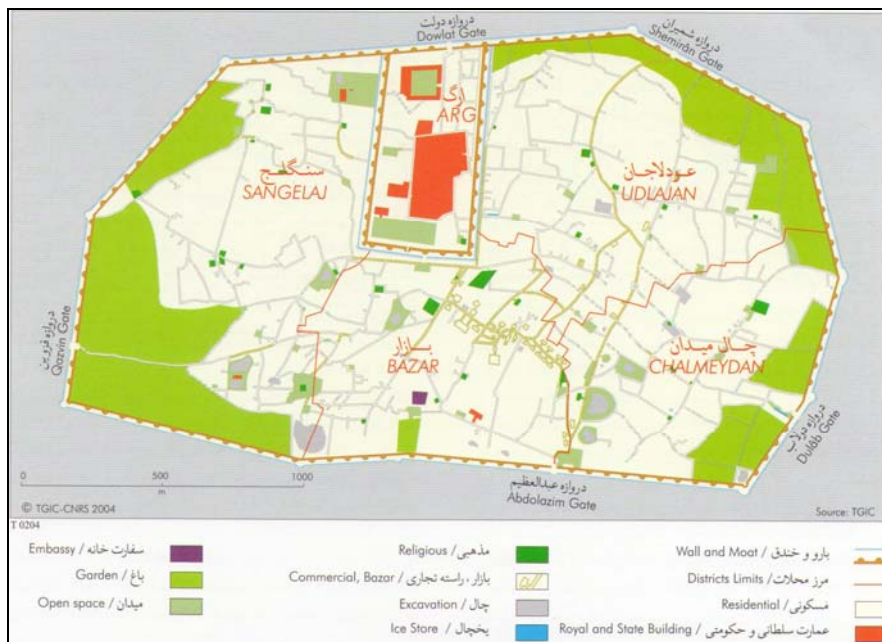 دروازه دولت
Dowlat Gate
دروازه شمیران
Shemirān Gate
ارگ
ARG
سنگلج
SANGELAJ
عودلاجان
UDLAJAN
دروازه قزوین
Qazvin Gate
بازار
BAZAR
چال میدان
CHALMEYDAN
دروازه دولاب
Dulāb Gate
دروازه عبدالعظیم
Abdolazim Gate
0 500 1000
m
© TGIC-CNRS 2004
Source: TGIC
T 0204
Embassy / سفارت خانه
Garden / باغ
Open space / میدان
Religious / مذهبی
Commercial, Bazar / بازار، راسته تجاری
Excavation / چال
Ice Store / یخچال
Wall and Moat / بارو و خندق
Districts Limits / مرز محلات
Residential / مسکونی
Royal and State Building / عمارت سلطانی و حکومتی